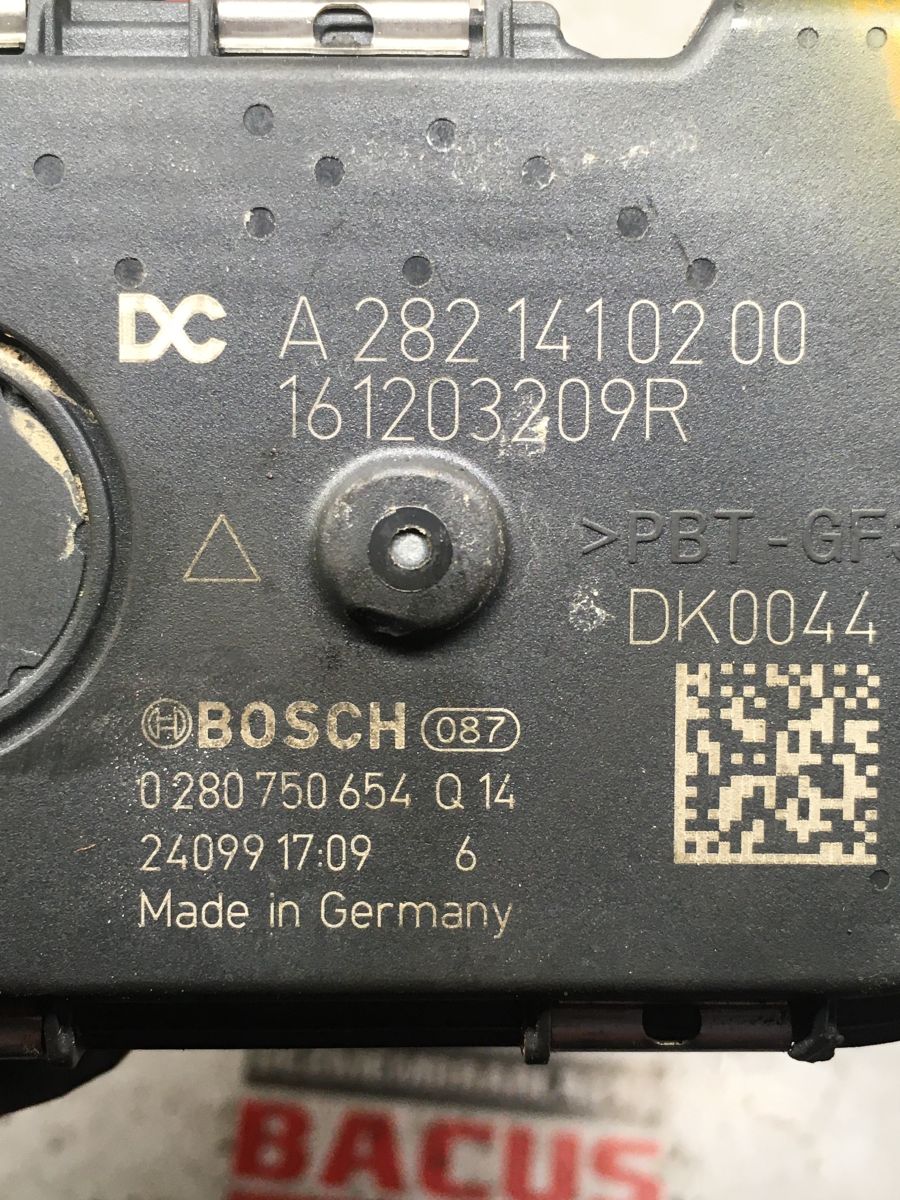 DC A 282 141 02 00
161203209R
>PBT-GF
DK0044
BOSCH 087
0 280 750 654 Q 14
24099 17:09 6
Made in Germany
BACUS